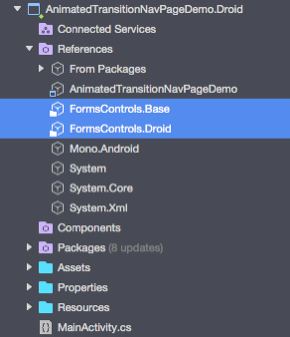 AnimatedTransitionNavPageDemo.Droid
Connected Services
References
From Packages
AnimatedTransitionNavPageDemo
FormsControls.Base
FormsControls.Droid
Mono.Android
System
System.Core
System.Xml
Components
Packages (8 updates)
Assets
Properties
Resources
MainActivity.cs